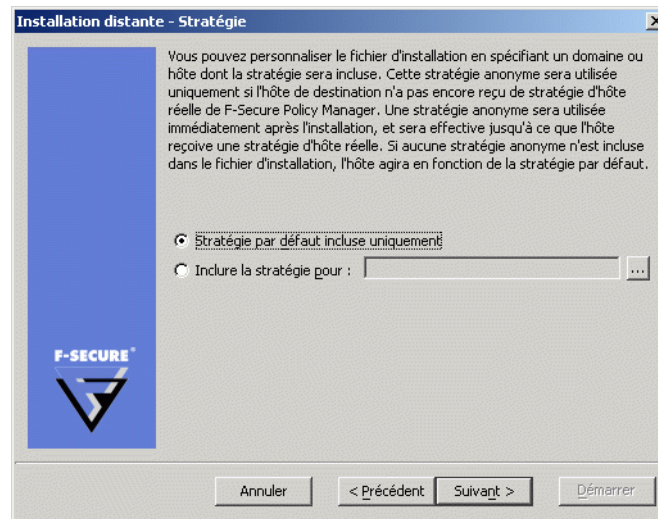 Installation distante - Stratégie
Vous pouvez personnaliser le fichier d'installation en spécifiant un domaine ou
hôte dont la stratégie sera incluse. Cette stratégie anonyme sera utilisée
uniquement si l'hôte de destination n'a pas encore reçu de stratégie d'hôte
réelle de F-Secure Policy Manager. Une stratégie anonyme sera utilisée
immédiatement après l'installation, et sera effective jusqu'à ce que l'hôte
reçoive une stratégie d'hôte réelle. Si aucune stratégie anonyme n'est incluse
dans le fichier d'installation, l'hôte agira en fonction de la stratégie par défaut.
Stratégie par défaut incluse uniquement
Inclure la stratégie pour : ...
F-SECURE®
Annuler < Précédent Suivant > Démarrer